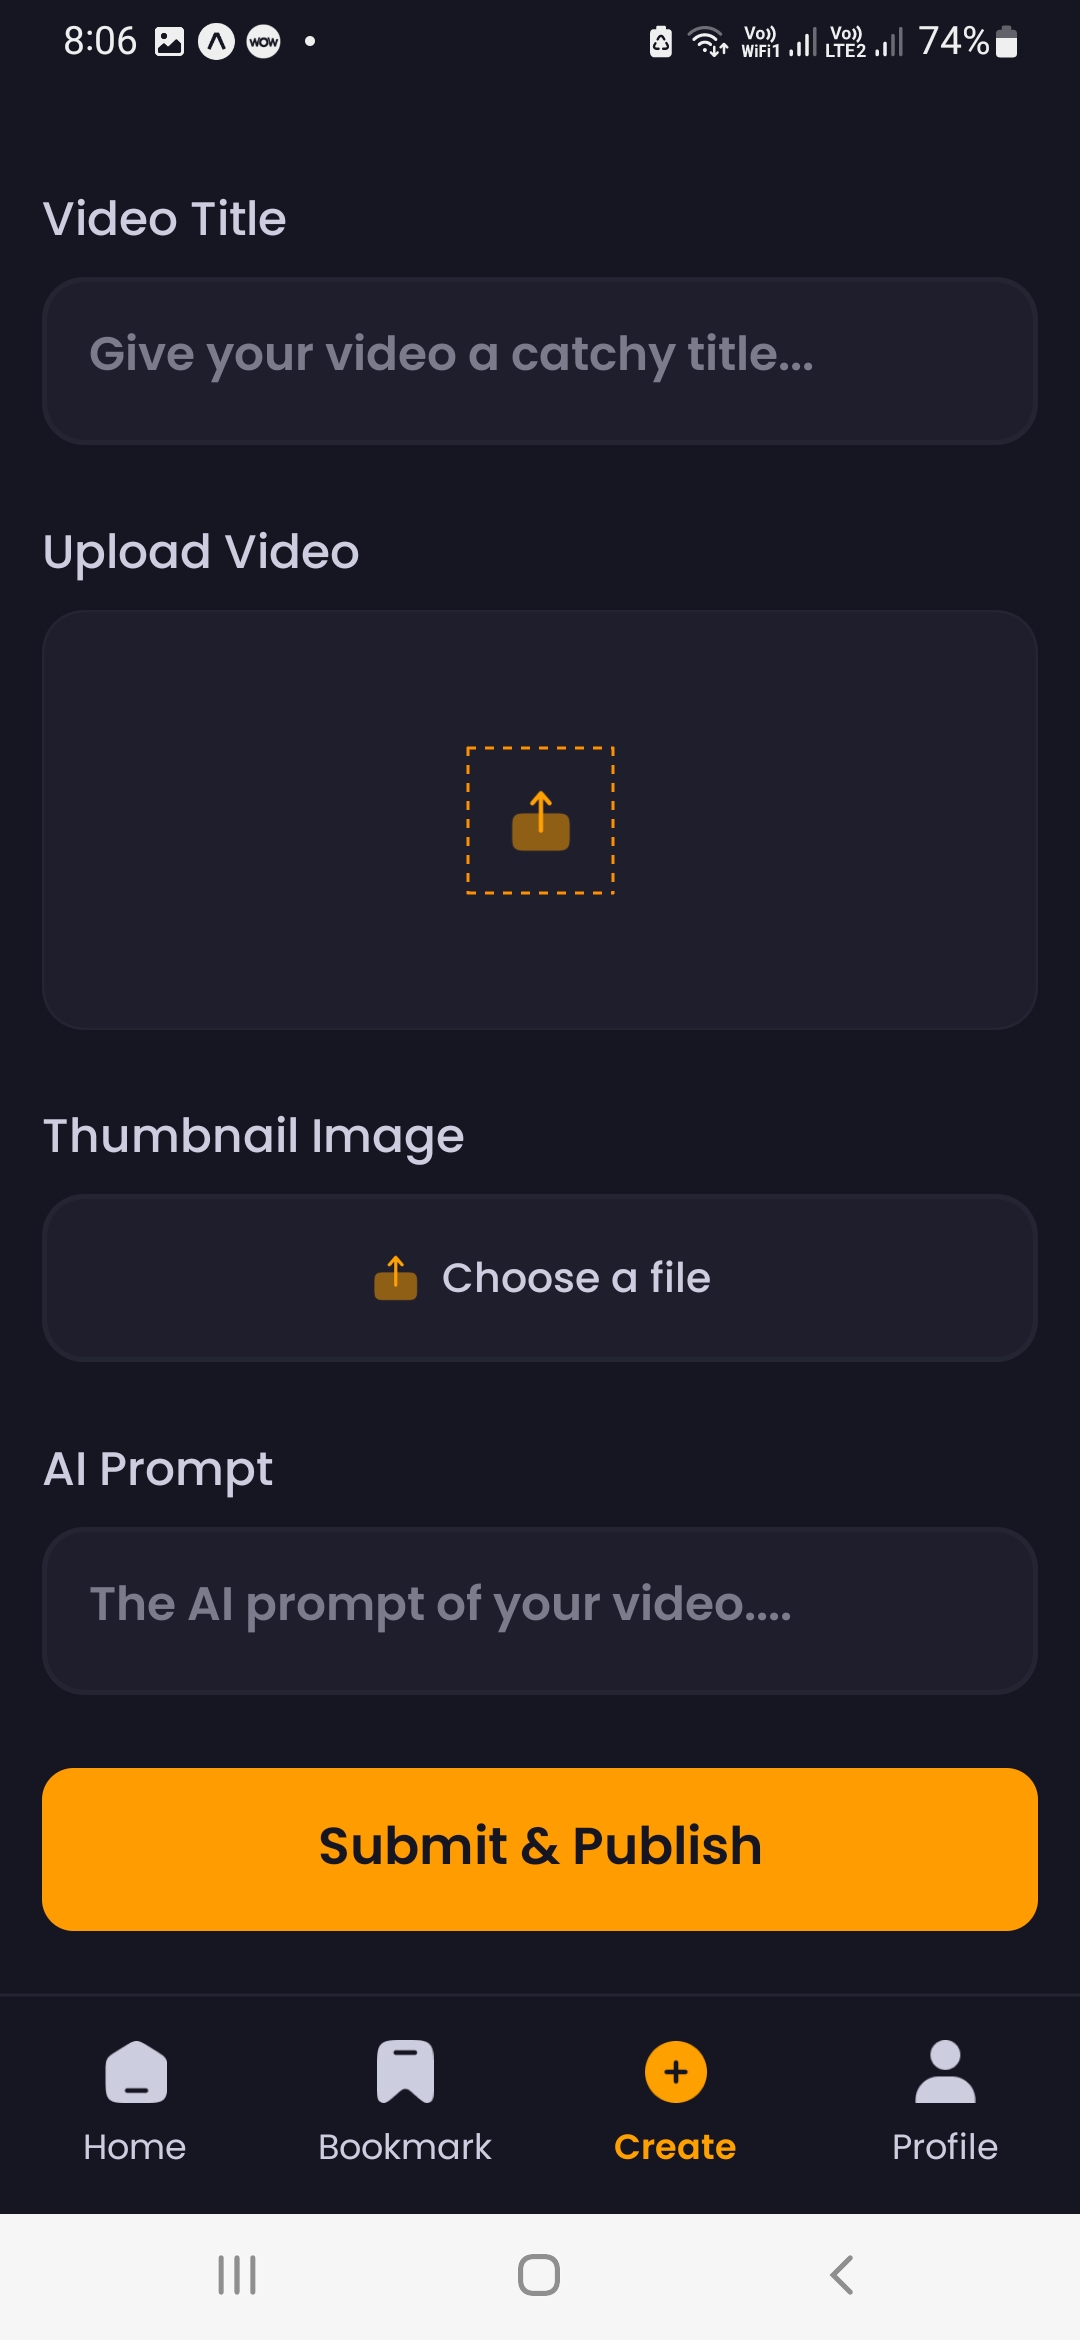 8:06 WOW Vo)) WiFi1 Vo)) LTE2 74%
Video Title
Give your video a catchy title...
Upload Video
Thumbnail Image
Choose a file
AI Prompt
The AI prompt of your video....
Submit & Publish
Home Bookmark Create Profile